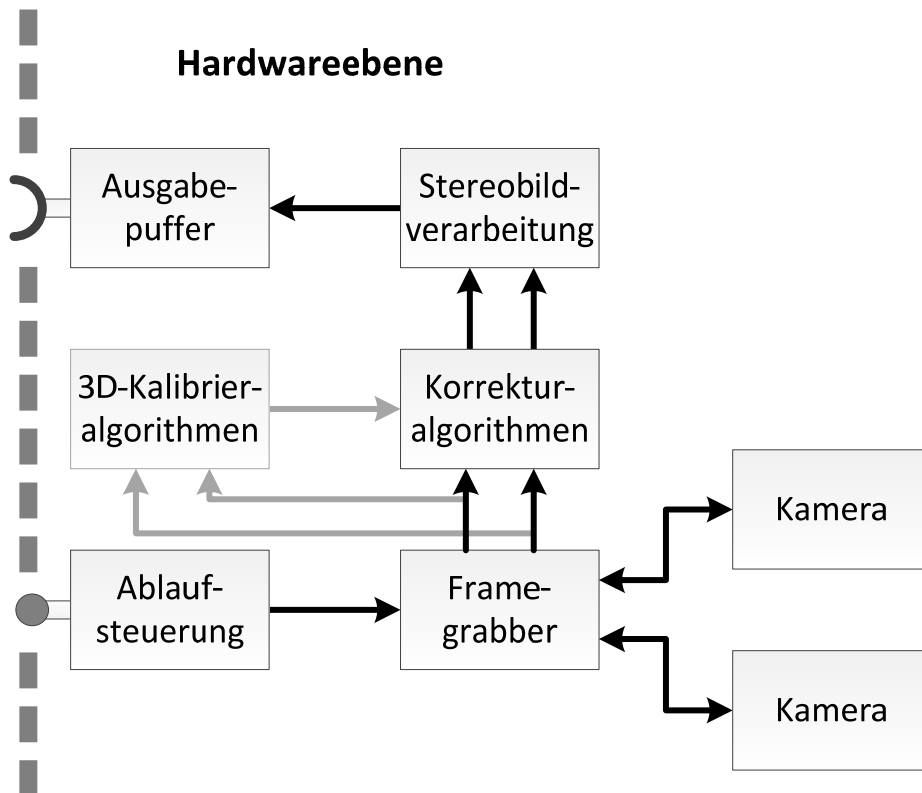 Hardwareebene
Ausgabe-
puffer
Stereobild-
verarbeitung
3D-Kalibrier-
algorithmen
Korrektur-
algorithmen
Kamera
Ablauf-
steuerung
Frame-
grabber
Kamera